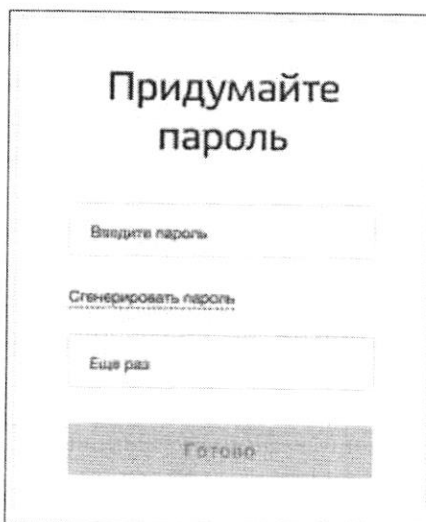 Придумайте
пароль
Введите пароль
Сгенерировать пароль
Еще раз
Готово